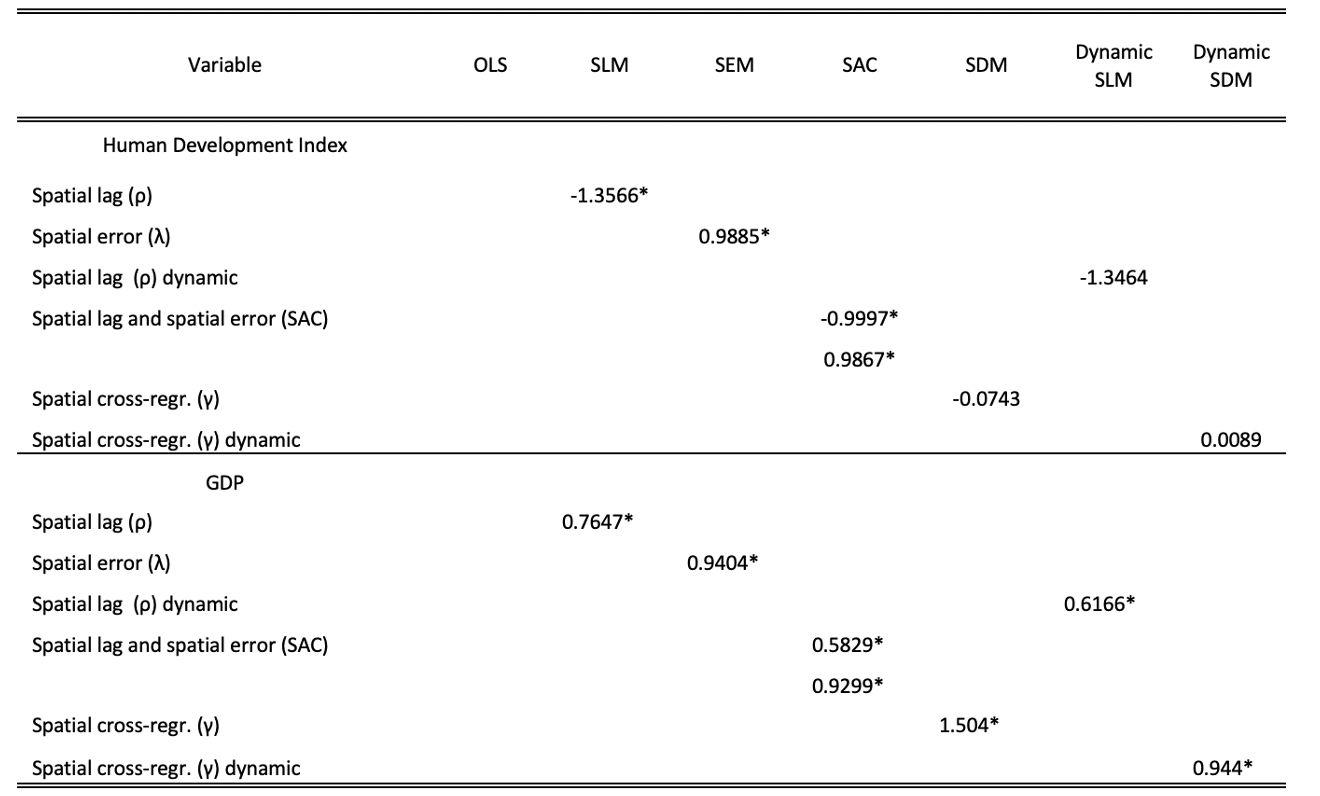 Variable OLS SLM SEM SAC SDM Dynamic SLM Dynamic SDM
Human Development Index
Spatial lag (ρ) -1.3566*
Spatial error (λ) 0.9885*
Spatial lag (ρ) dynamic -1.3464
Spatial lag and spatial error (SAC) -0.9997*
0.9867*
Spatial cross-regr. (γ) -0.0743
Spatial cross-regr. (γ) dynamic 0.0089
GDP
Spatial lag (ρ) 0.7647*
Spatial error (λ) 0.9404*
Spatial lag (ρ) dynamic 0.6166*
Spatial lag and spatial error (SAC) 0.5829*
0.9299*
Spatial cross-regr. (γ) 1.504*
Spatial cross-regr. (γ) dynamic 0.944*